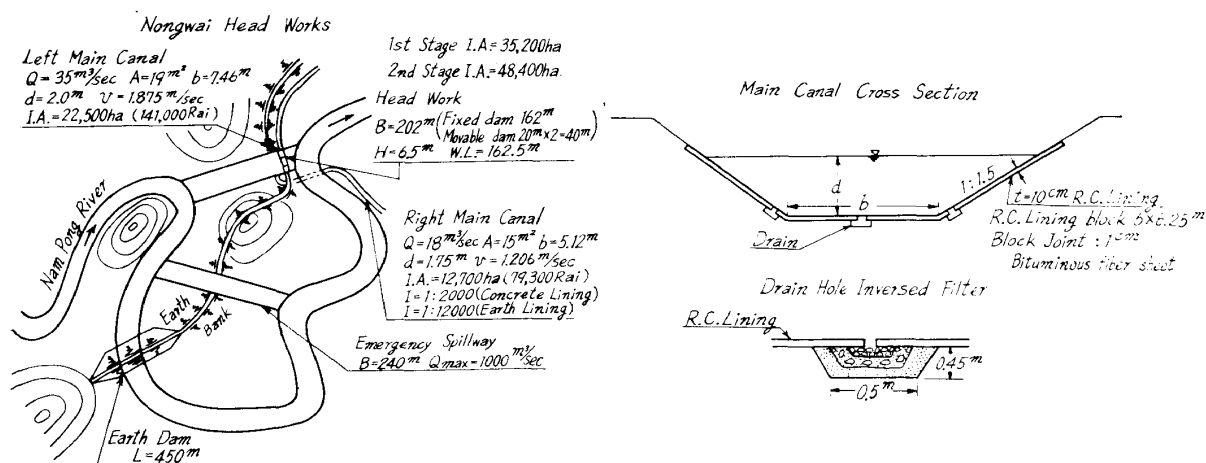 Nongwai Head Works
Left Main Canal
Q=35m³/sec A=19m² b=7.46m
d=2.0m v=1.875m/sec
I.A.=22,500ha (141,000Rai)
1st Stage I.A.=35,200ha
2nd Stage I.A.=48,400ha.
Head Work
B=202m (Fixed dam 162m
Movable dam 20m×2=40m)
H=6.5m W.L=162.5m
Nam Pong River
Right Main Canal
Q=18m³/sec A=15m² b=5.12m
d=1.75m v=1.206m/sec
I.A.=12,700ha (79,300Rai)
I=1:2000(Concrete Lining)
I=1:12000(Earth Lining)
Earth
Bank
Emergency Spillway
B=240m Qmax=1000m³/sec
Earth Dam
L=450m
Main Canal Cross Section
d
b
1:1.5
t=10cm R.C. Lining.
R.C. Lining block 5×6.25m
Block Joint : 1cm
Bituminous fiber sheet
Drain
Drain Hole Inversed Filter
R.C. Lining
0.45m
0.5m